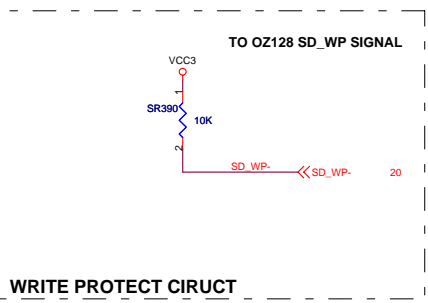 TO OZ128 SD_WP SIGNAL
VCC3
1
SR390
10K
2
SD_WP-
SD_WP- 20
WRITE PROTECT CIRUCT